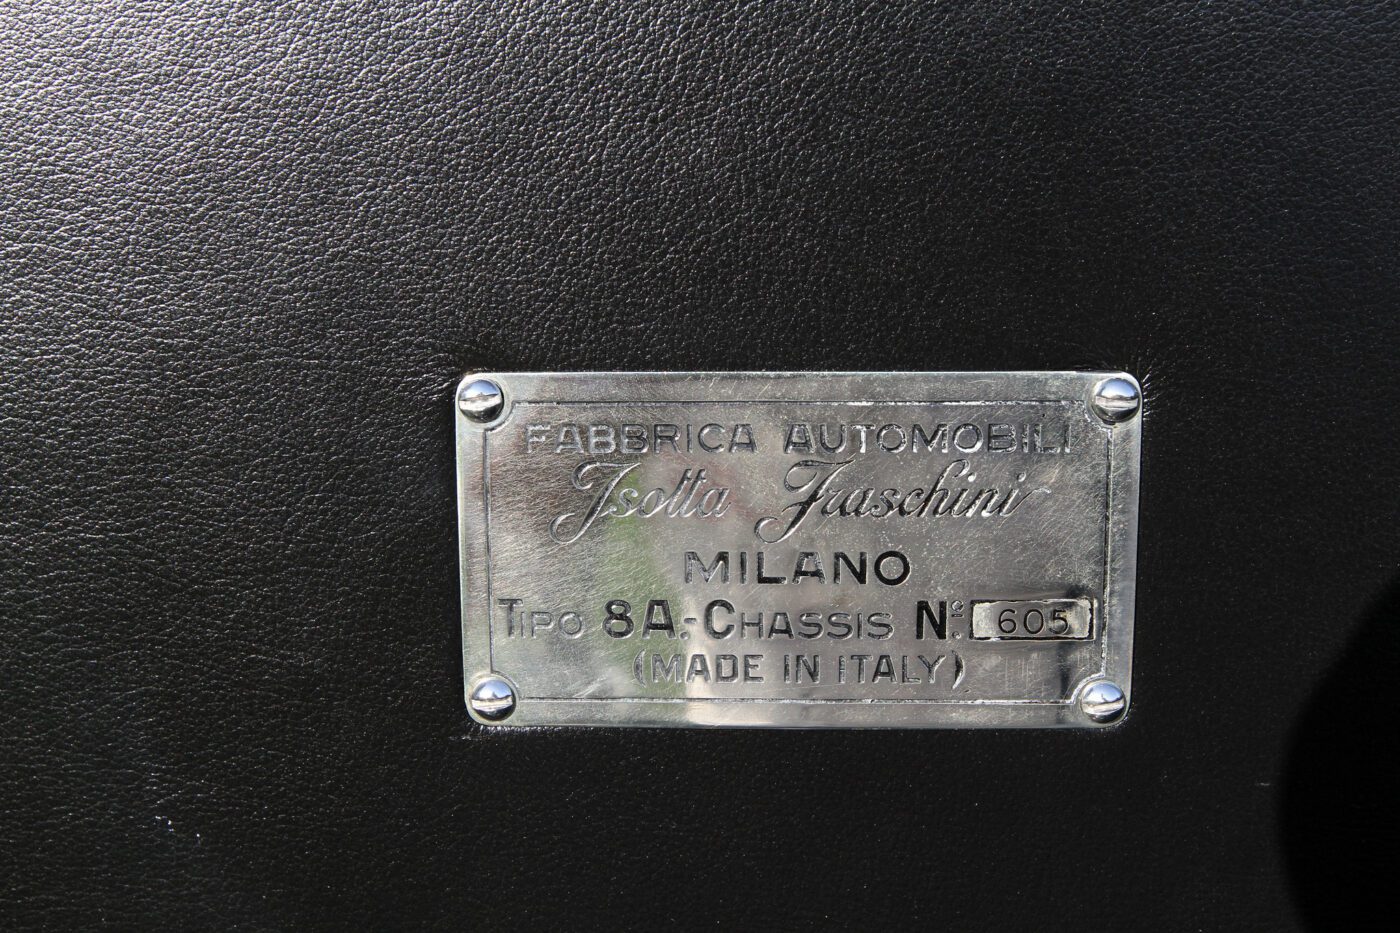 FABBRICA AUTOMOBILI
Isotta Fraschini
MILANO
TIPO 8A.-CHASSIS Nº. 605
(MADE IN ITALY)